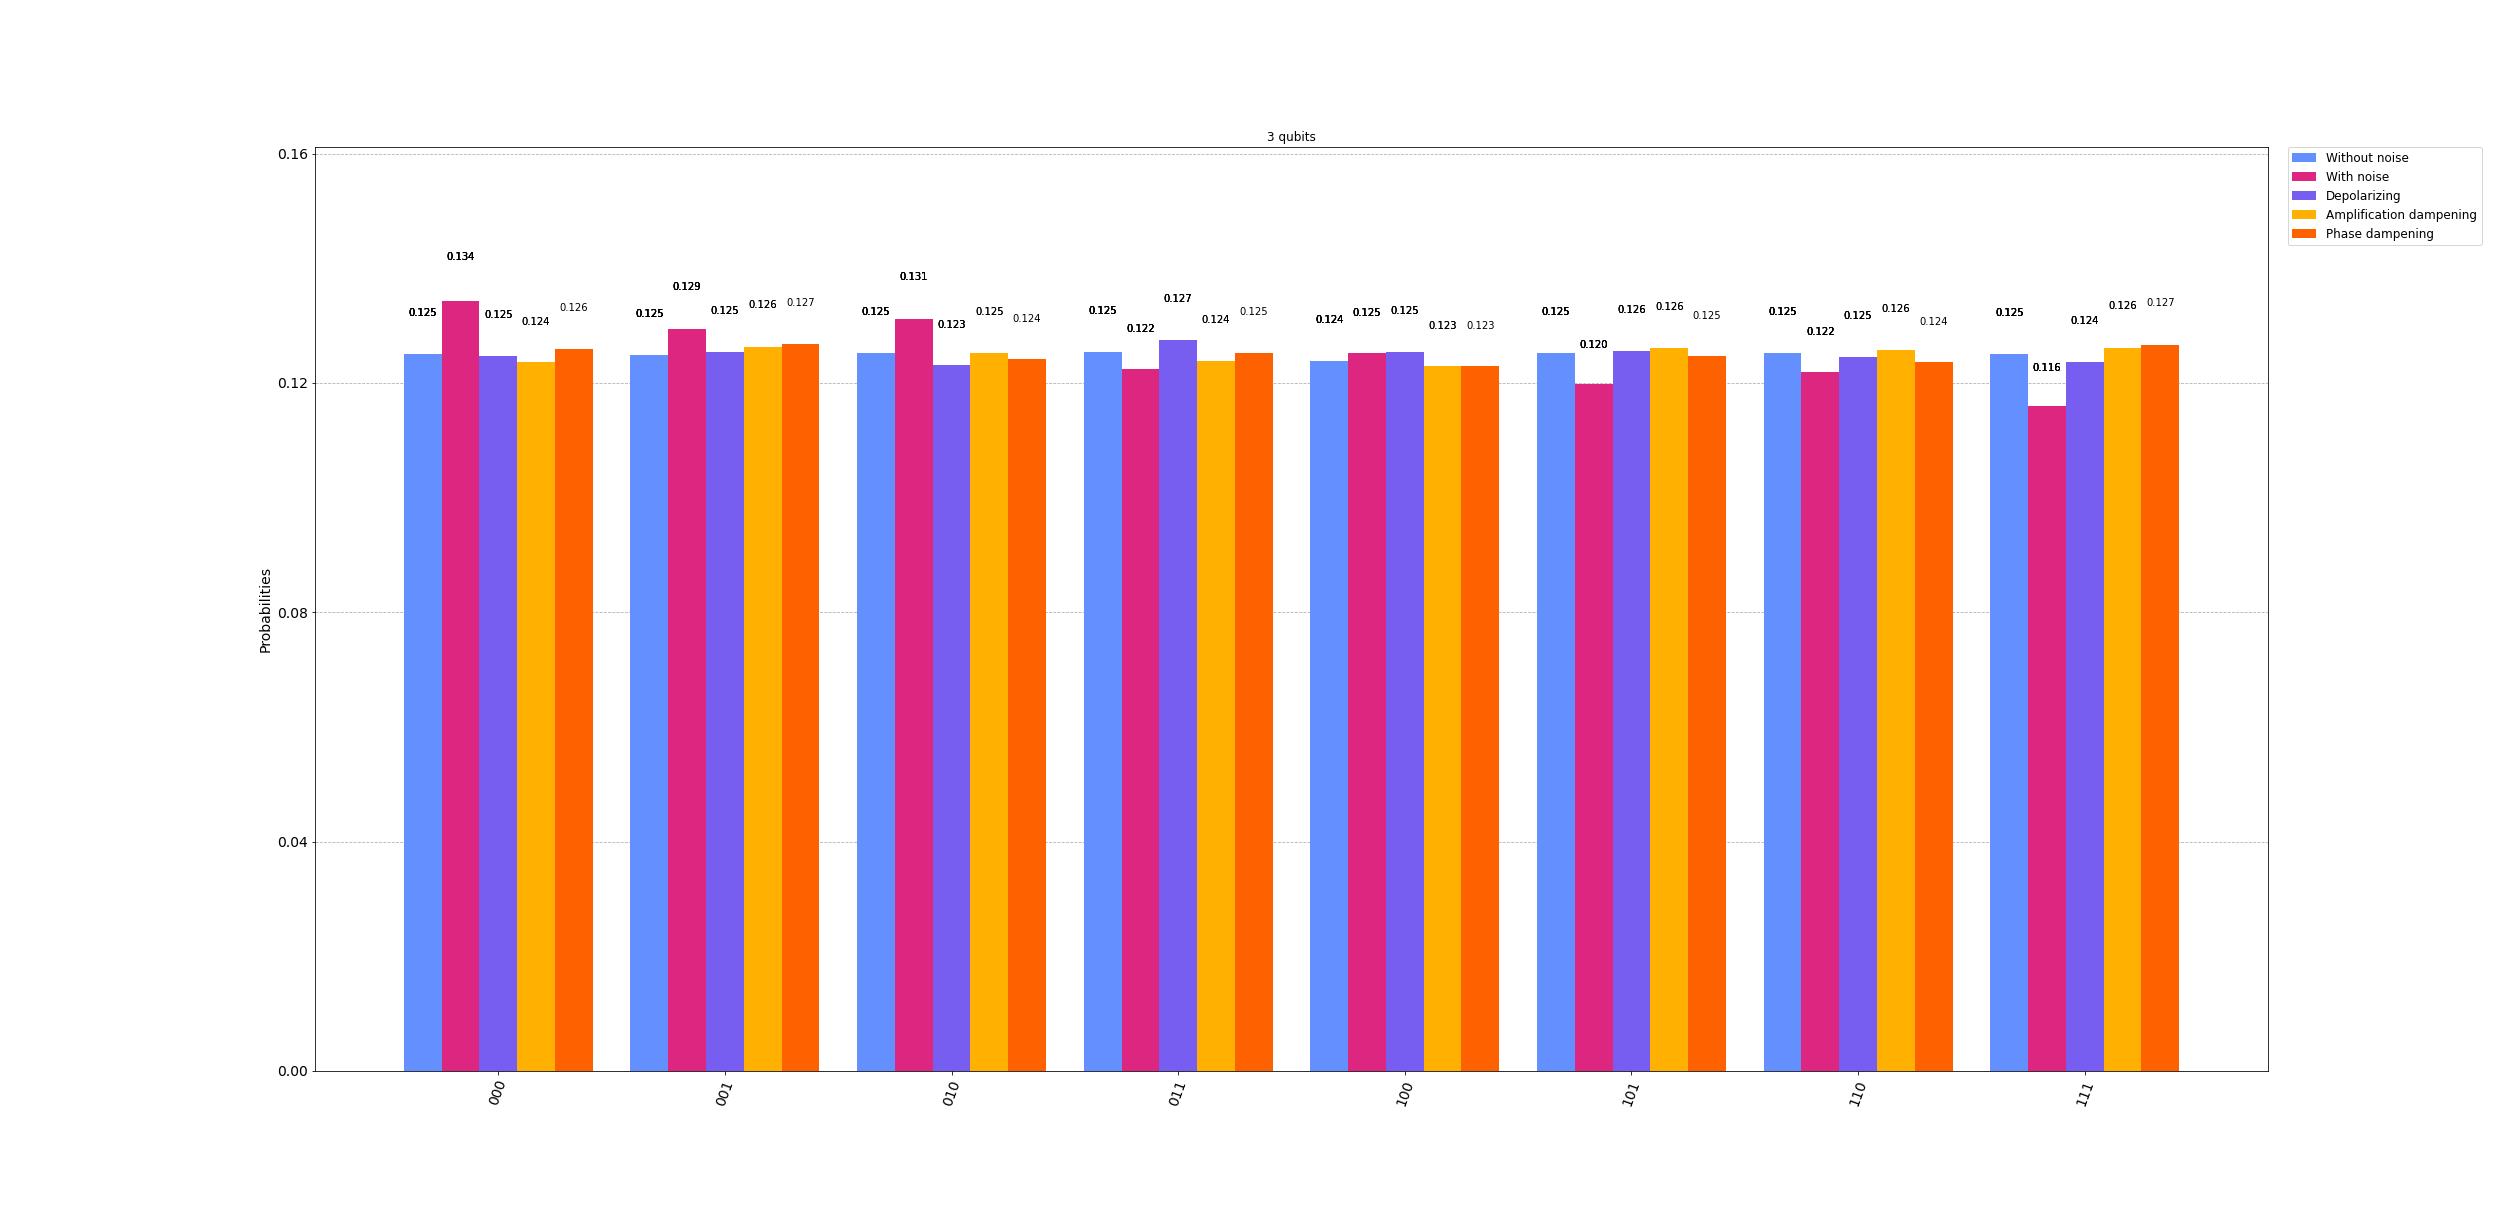 3 qubits
0.16
0.12
0.08
0.04
0.00
Probabilities
0.125 0.134 0.125 0.124 0.126
0.125 0.129 0.125 0.126 0.127
0.125 0.131 0.123 0.125 0.124
0.125 0.122 0.127 0.124 0.125
0.124 0.125 0.125 0.123 0.123
0.125 0.120 0.126 0.126 0.125
0.125 0.122 0.125 0.126 0.124
0.125 0.116 0.124 0.126 0.127
000
001
010
011
100
101
110
111
Without noise
With noise
Depolarizing
Amplification dampening
Phase dampening